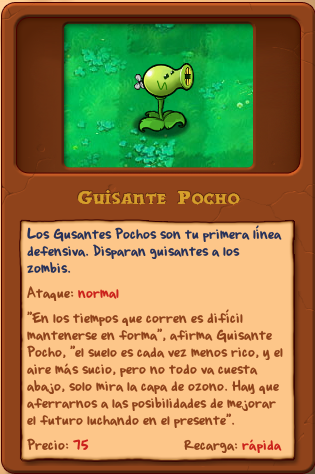 Guisante Pocho
Los Gusantes Pochos son tu primera línea
defensiva. Disparan guisantes a los
zombis.
Ataque: normal
"En los tiempos que corren es difícil
mantenerse en forma", afirma Guisante
Pocho, "el suelo es cada vez menos rico, y el
aire más sucio, pero no todo va cuesta
abajo, solo mira la capa de ozono. Hay que
aferrarnos a las posibilidades de mejorar
el futuro luchando en el presente".
Precio: 75 Recarga: rápida